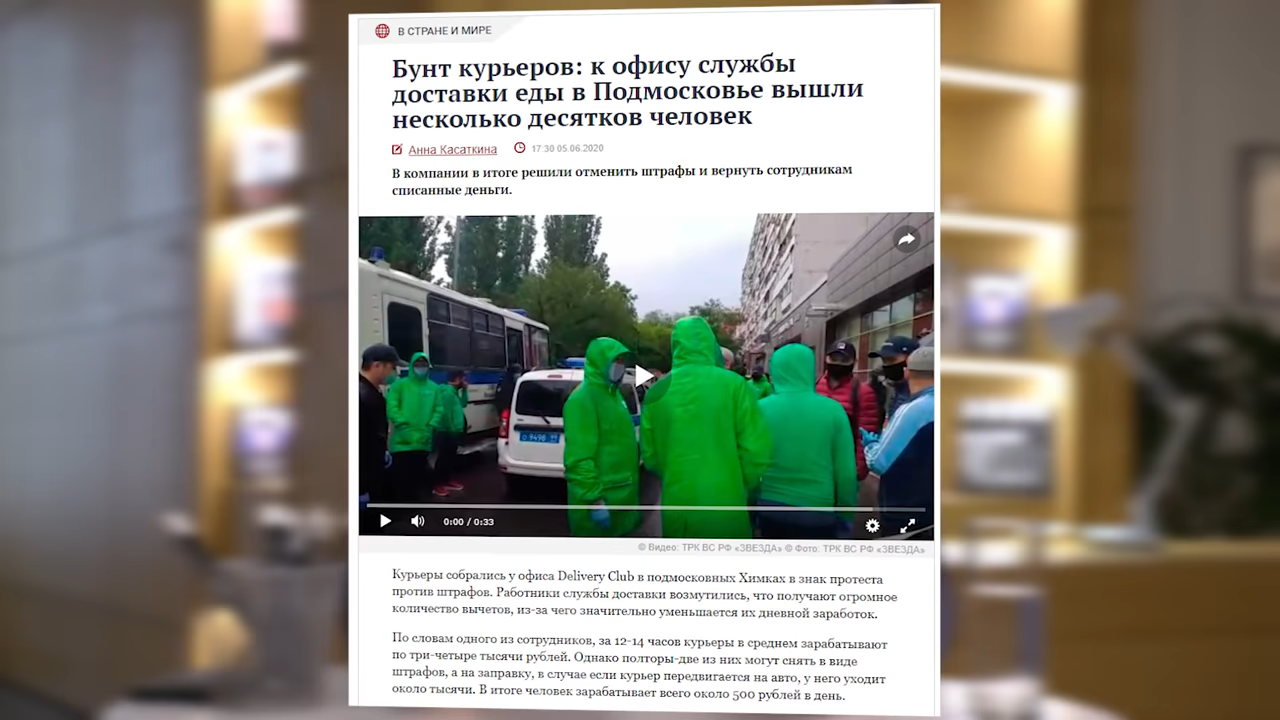 В СТРАНЕ И МИРЕ
Бунт курьеров: к офису службы
доставки еды в Подмосковье вышли
несколько десятков человек
Анна Касаткина 17:30 05.06.2020
В компании в итоге решили отменить штрафы и вернуть сотрудникам
списанные деньги.
0:00 / 0:33
© Видео: ТРК ВС РФ «ЗВЕЗДА» © Фото: ТРК ВС РФ «ЗВЕЗДА»
Курьеры собрались у офиса Delivery Club в подмосковных Химках в знак протеста
против штрафов. Работники службы доставки возмутились, что получают огромное
количество вычетов, из-за чего значительно уменьшается их дневной заработок.
По словам одного из сотрудников, за 12-14 часов курьеры в среднем зарабатывают
по три-четыре тысячи рублей. Однако полторы-две из них могут снять в виде
штрафов, а на заправку, в случае если курьер передвигается на авто, у него уходит
около тысячи. В итоге человек зарабатывает всего около 500 рублей в день.